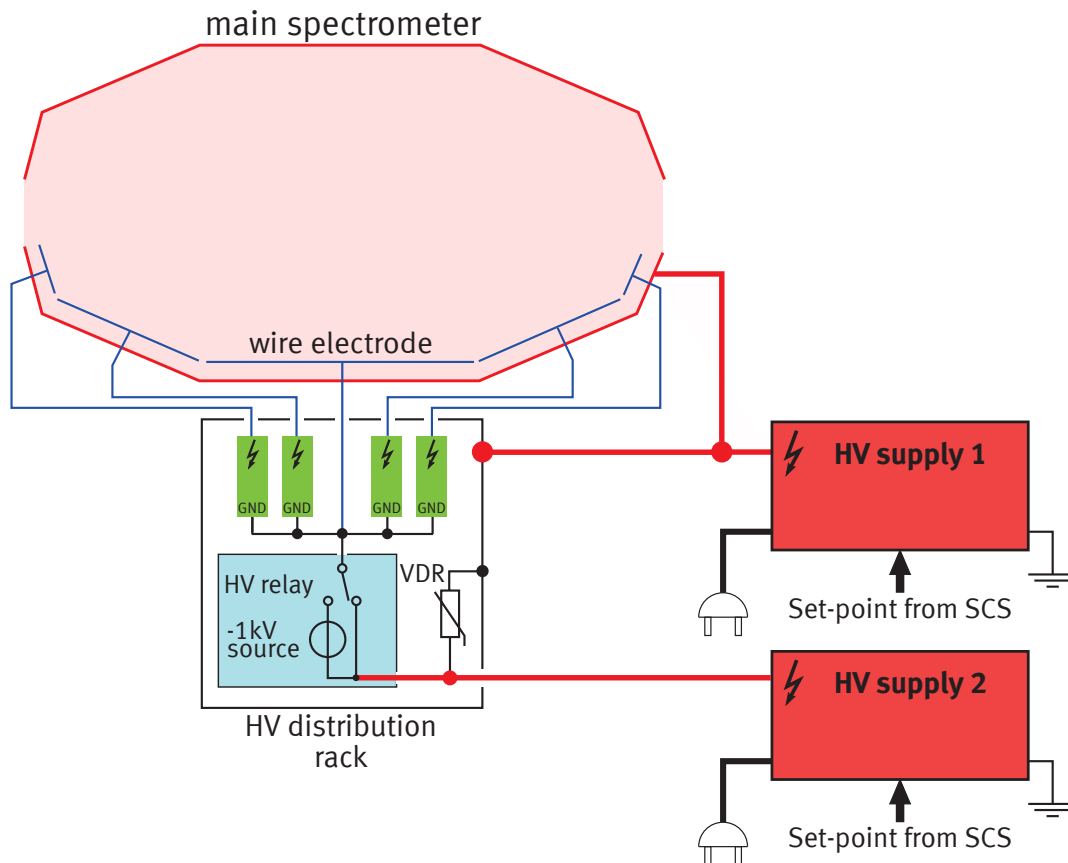 main spectrometer
wire electrode
HV supply 1
GND GND GND GND
HV relay
VDR
-1kV
source
Set-point from SCS
HV supply 2
HV distribution
rack
Set-point from SCS